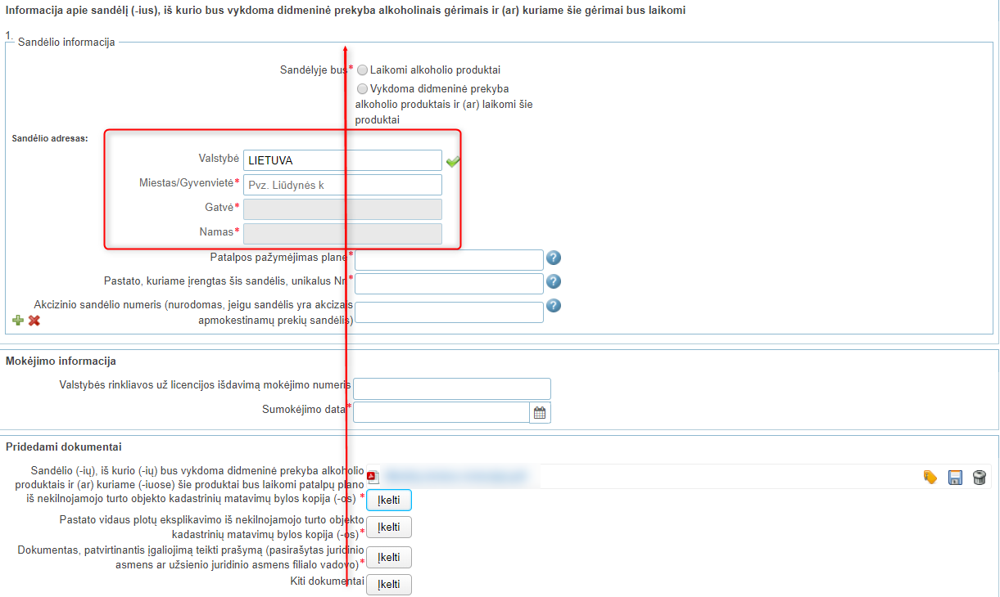 Informacija apie sandėlį (-ius), iš kurio bus vykdoma didmeninė prekyba alkoholinais gėrimais ir (ar) kuriame šie gėrimai bus laikomi
1.
Sandėlio informacija
Sandėlyje bus*
Laikomi alkoholio produktai
Vykdoma didmeninė prekyba
alkoholio produktais ir (ar) laikomi šie
produktai
Sandėlio adresas:
Valstybė LIETUVA
Miestas/Gyvenvietė* Pvz. Liūdynės k
Gatvė*
Namas*
Patalpos pažymėjimas plane*
Pastato, kuriame įrengtas šis sandėlis, unikalus Nr.*
Akcizinio sandėlio numeris (nurodomas, jeigu sandėlis yra akcizais
apmokestinamų prekių sandėlis)
Mokėjimo informacija
Valstybės rinkliavos už licencijos išdavimą mokėjimo numeris
Sumokėjimo data*
Pridedami dokumentai
Sandėlio (-ių), iš kurio (-ių) bus vykdoma didmeninė prekyba alkoholio
produktais ir (ar) kuriame (-iuose) šie produktai bus laikomi patalpų plano
iš nekilnojamojo turto objekto kadastrinių matavimų bylos kopija (-os) * Įkelti
Pastato vidaus plotų eksplikavimo iš nekilnojamojo turto objekto
kadastrinių matavimų bylos kopija (-os)* Įkelti
Dokumentas, patvirtinantis įgaliojimą teikti prašymą (pasirašytas juridinio
asmens ar užsienio juridinio asmens filialo vadovo)* Įkelti
Kiti dokumentai Įkelti